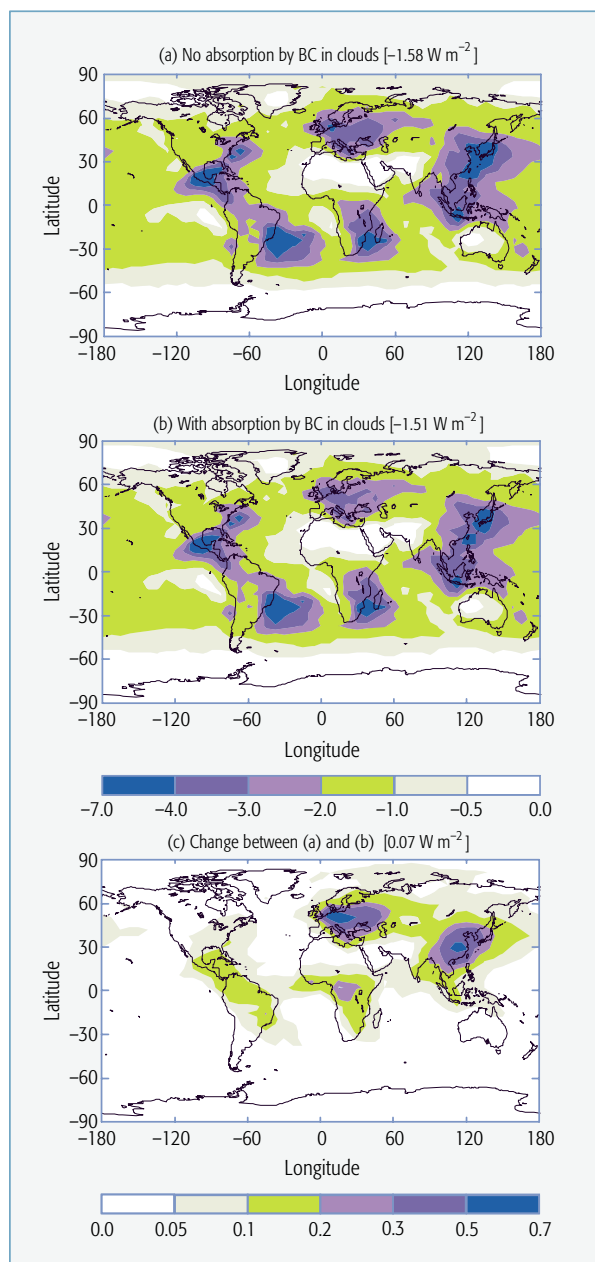 (a) No absorption by BC in clouds [−1.58 W m⁻²]
90
60
30
0
−30
−60
−90
Latitude
−180 −120 −60 0 60 120 180
Longitude
(b) With absorption by BC in clouds [−1.51 W m⁻²]
90
60
30
0
−30
−60
−90
Latitude
−180 −120 −60 0 60 120 180
Longitude
−7.0 −4.0 −3.0 −2.0 −1.0 −0.5 0.0
(c) Change between (a) and (b) [0.07 W m⁻²]
90
60
30
0
−30
−60
−90
Latitude
−180 −120 −60 0 60 120 180
Longitude
0.0 0.05 0.1 0.2 0.3 0.5 0.7